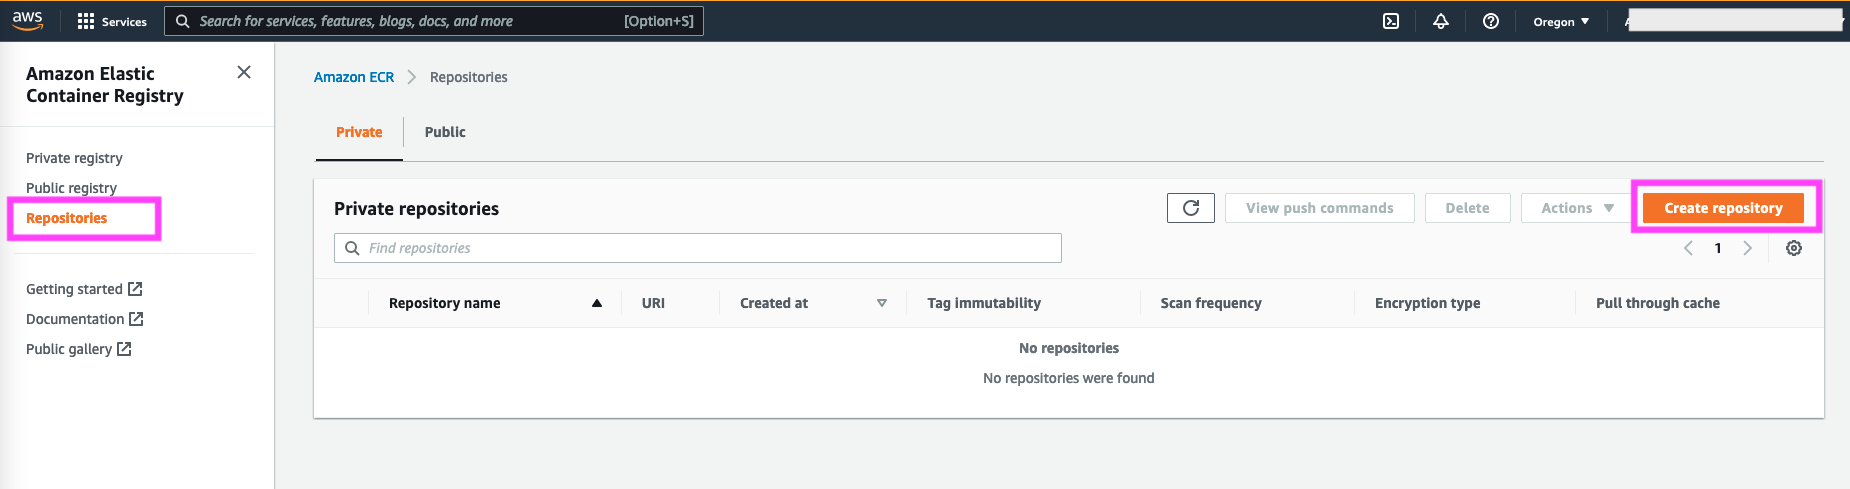 aws
Services
Search for services, features, blogs, docs, and more
[Option+S]
Oregon
Amazon Elastic
Container Registry
Private registry
Public registry
Repositories
Getting started
Documentation
Public gallery
Amazon ECR
Repositories
Private
Public
Private repositories
View push commands
Delete
Actions
Create repository
Find repositories
1
Repository name
URI
Created at
Tag immutability
Scan frequency
Encryption type
Pull through cache
No repositories
No repositories were found